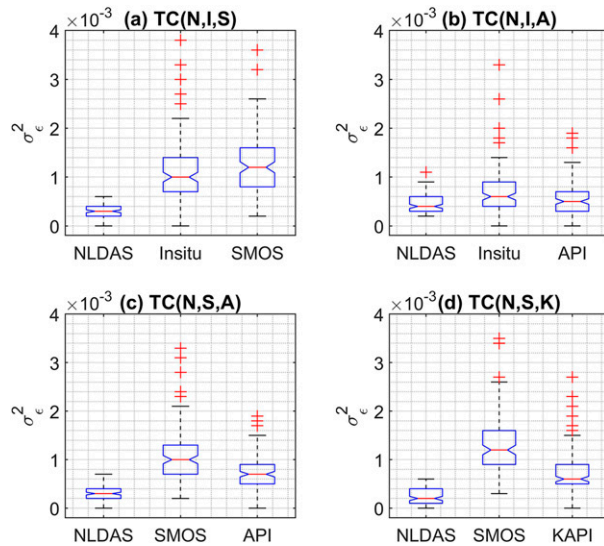 ×10⁻³ (a) TC(N,I,S)
4
3
2
1
0
σ²ϵ
NLDAS Insitu SMOS
×10⁻³ (b) TC(N,I,A)
4
3
2
1
0
σ²ϵ
NLDAS Insitu API
×10⁻³ (c) TC(N,S,A)
4
3
2
1
0
σ²ϵ
NLDAS SMOS API
×10⁻³ (d) TC(N,S,K)
4
3
2
1
0
σ²ϵ
NLDAS SMOS KAPI